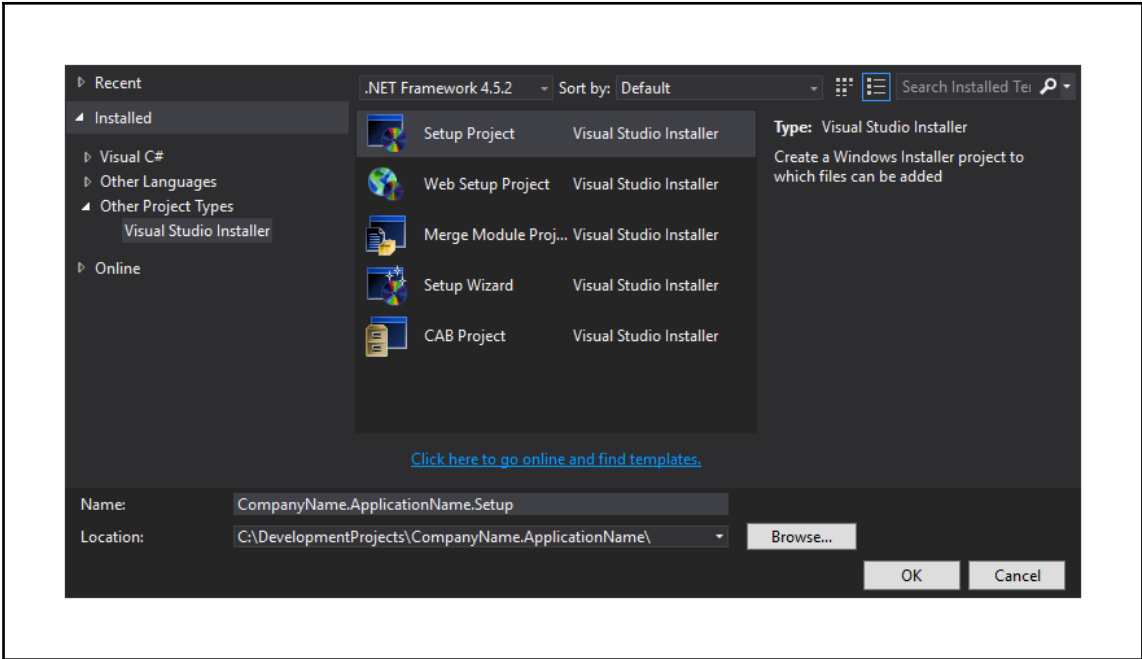 Recent
.NET Framework 4.5.2
Sort by: Default
Search Installed Te
Installed
Visual C#
Other Languages
Other Project Types
Visual Studio Installer
Online
Setup Project Visual Studio Installer
Web Setup Project Visual Studio Installer
Merge Module Proj... Visual Studio Installer
Setup Wizard Visual Studio Installer
CAB Project Visual Studio Installer
Type: Visual Studio Installer
Create a Windows Installer project to
which files can be added
Click here to go online and find templates.
Name: CompanyName.ApplicationName.Setup
Location: C:\DevelopmentProjects\CompanyName.ApplicationName\
Browse...
OK
Cancel